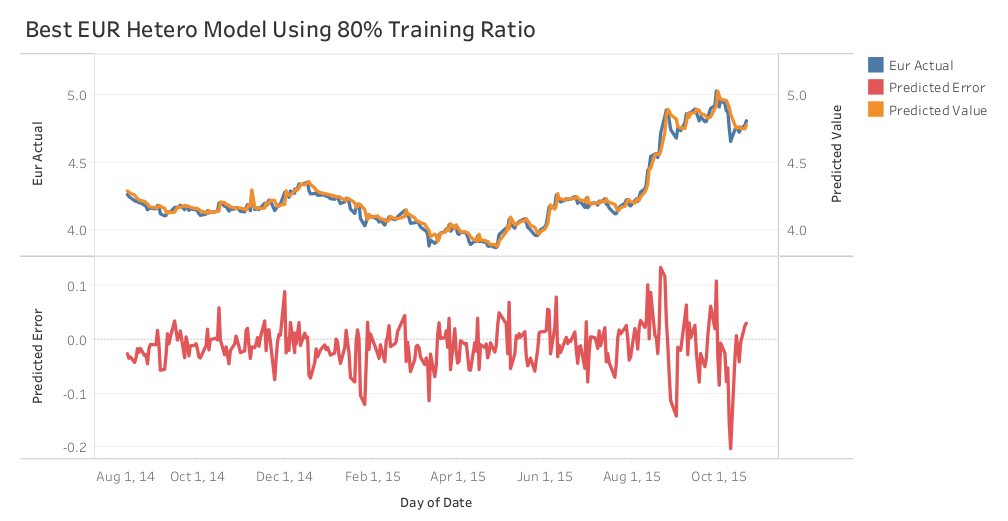 Best EUR Hetero Model Using 80% Training Ratio
Eur Actual
5.0
4.5
4.0
Predicted Value
5.0
4.5
4.0
Eur Actual
Predicted Error
Predicted Value
Predicted Error
0.1
0.0
-0.1
-0.2
Aug 1, 14 Oct 1, 14 Dec 1, 14 Feb 1, 15 Apr 1, 15 Jun 1, 15 Aug 1, 15 Oct 1, 15
Day of Date